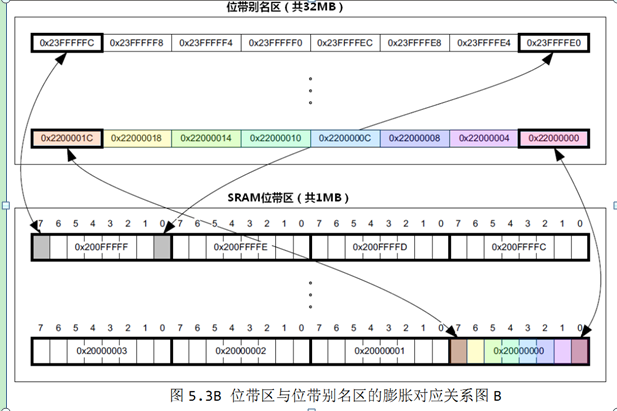 位带别名区（共32MB）
0x23FFFFFC 0x23FFFFF8 0x23FFFFF4 0x23FFFFF0 0x23FFFFEC 0x23FFFFE8 0x23FFFFE4 0x23FFFFE0
0x2200001C 0x22000018 0x22000014 0x22000010 0x2200000C 0x22000008 0x22000004 0x22000000
SRAM位带区（共1MB）
7 6 5 4 3 2 1 0 7 6 5 4 3 2 1 0 7 6 5 4 3 2 1 0 7 6 5 4 3 2 1 0
0x200FFFFF 0x200FFFFE 0x200FFFFD 0x200FFFFC
7 6 5 4 3 2 1 0 7 6 5 4 3 2 1 0 7 6 5 4 3 2 1 0 7 6 5 4 3 2 1 0
0x20000003 0x20000002 0x20000001 0x20000000
图 5.3B 位带区与位带别名区的膨胀对应关系图 B